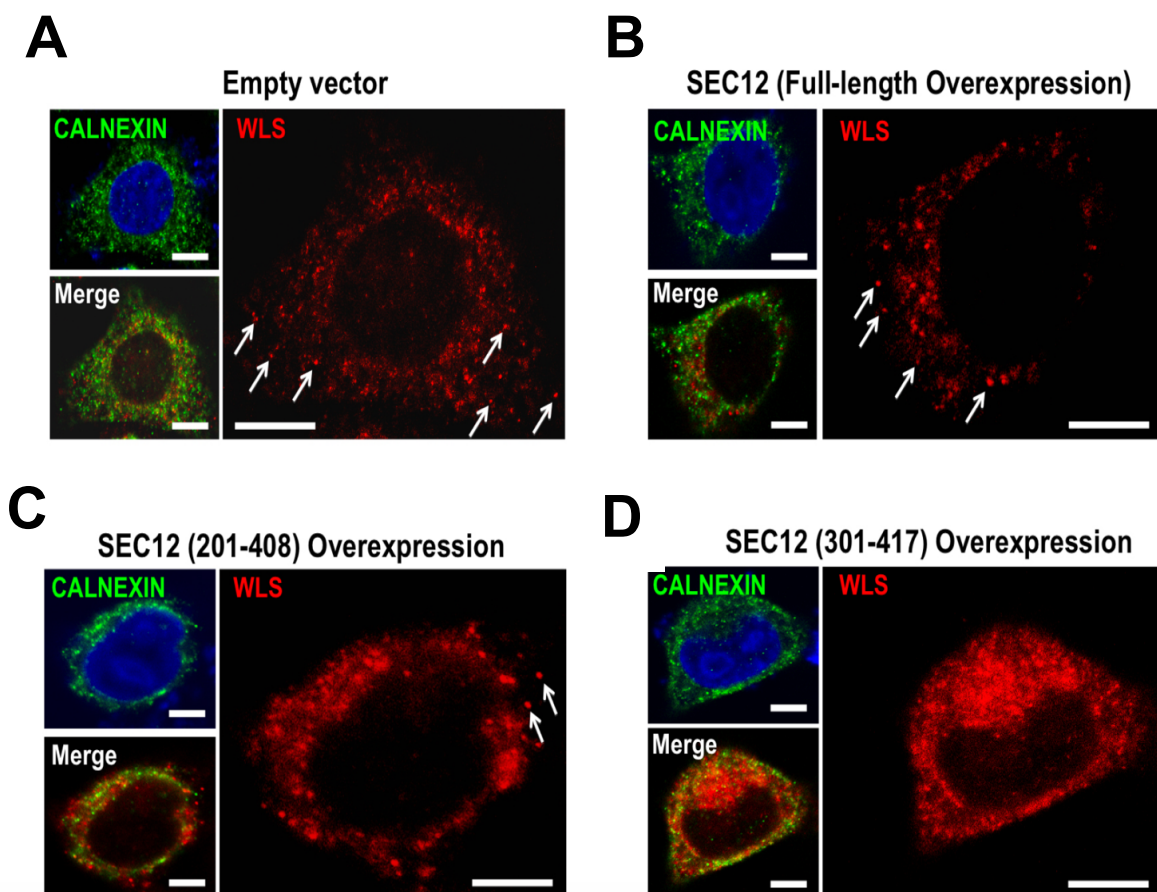 A
Empty vector
CALNEXIN
WLS
Merge
B
SEC12 (Full-length Overexpression)
CALNEXIN
WLS
Merge
C
SEC12 (201-408) Overexpression
CALNEXIN
WLS
Merge
D
SEC12 (301-417) Overexpression
CALNEXIN
WLS
Merge